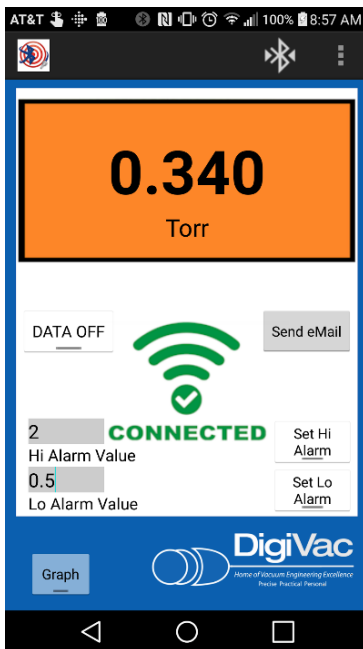 AT&T 100% 8:57 AM
0.340
Torr
DATA OFF
Send eMail
CONNECTED
2
Hi Alarm Value
Set Hi
Alarm
0.5
Lo Alarm Value
Set Lo
Alarm
Graph
DigiVac
Home of Vacuum Engineering Excellence
Precise Practical Personal